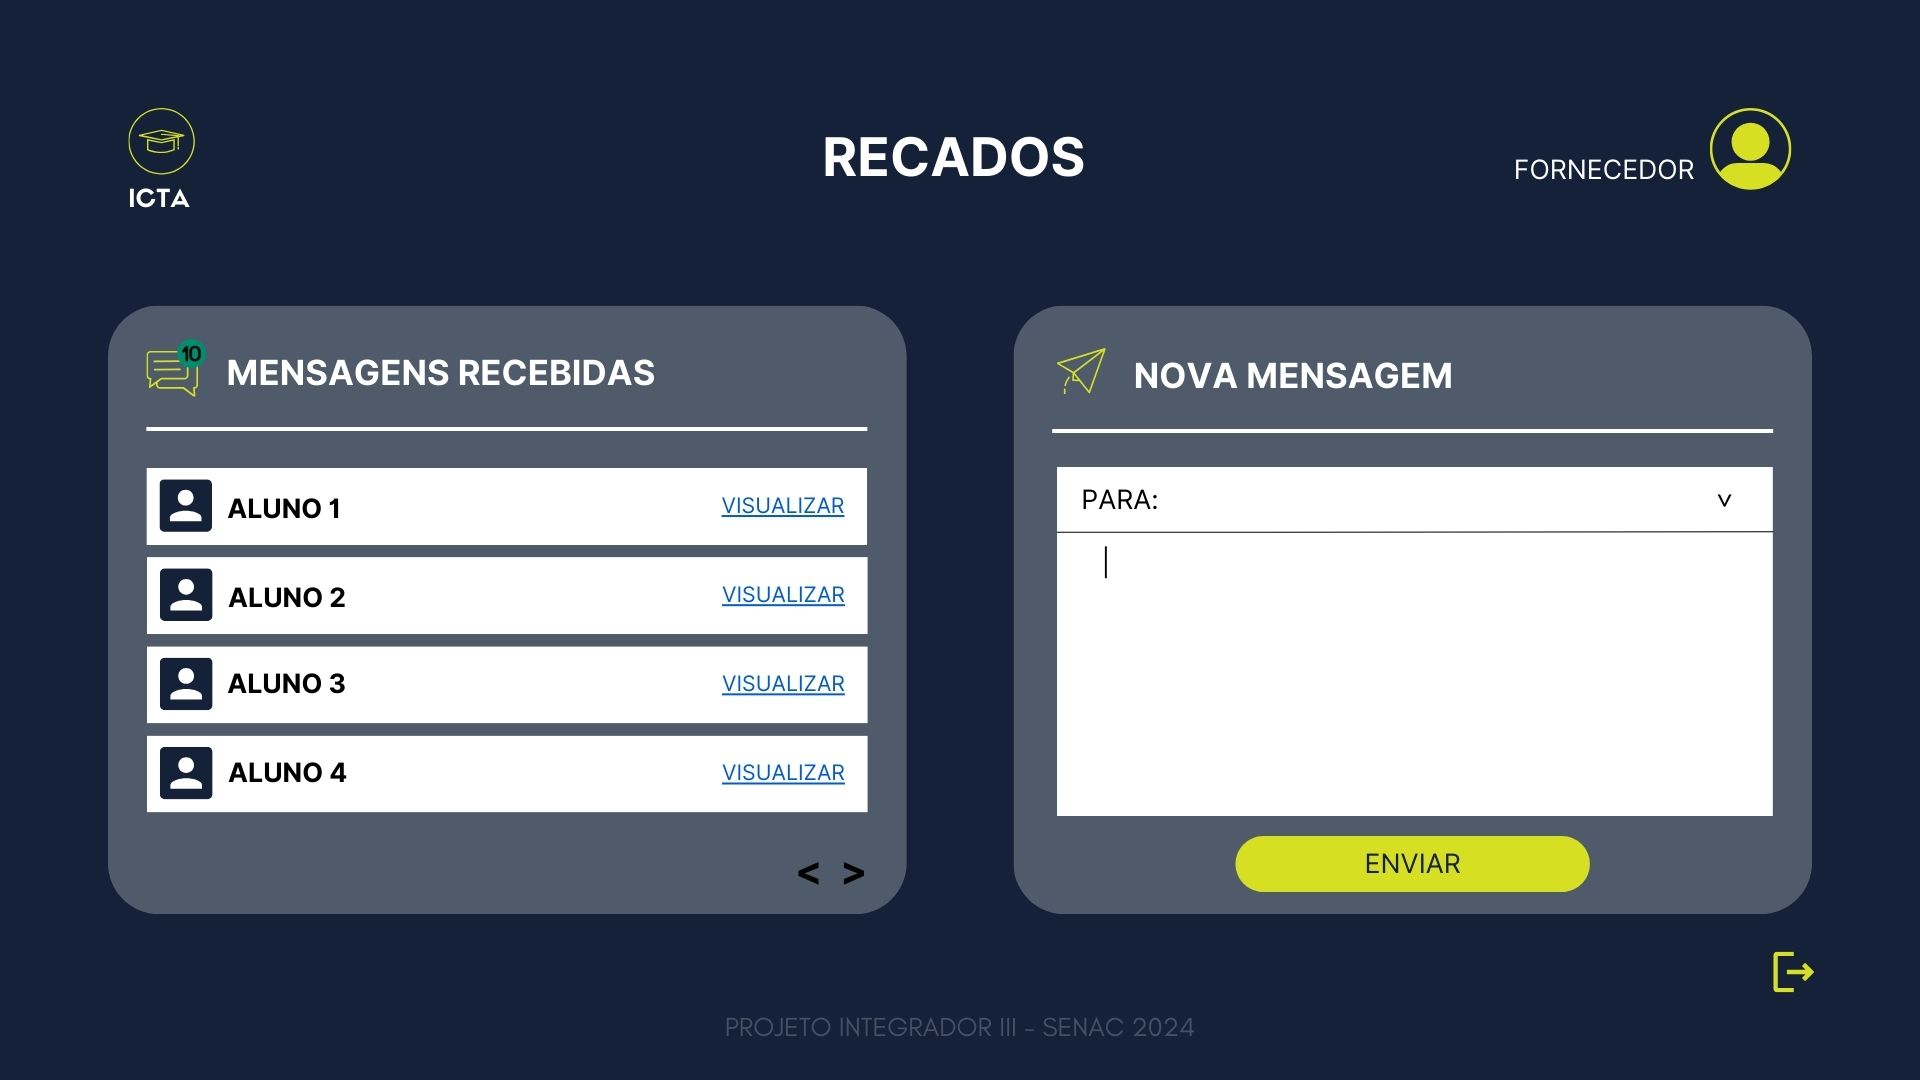 ICTA
RECADOS
FORNECEDOR
10
MENSAGENS RECEBIDAS
ALUNO 1
VISUALIZAR
ALUNO 2
VISUALIZAR
ALUNO 3
VISUALIZAR
ALUNO 4
VISUALIZAR
< >
NOVA MENSAGEM
PARA:
v
ENVIAR
PROJETO INTEGRADOR III - SENAC 2024